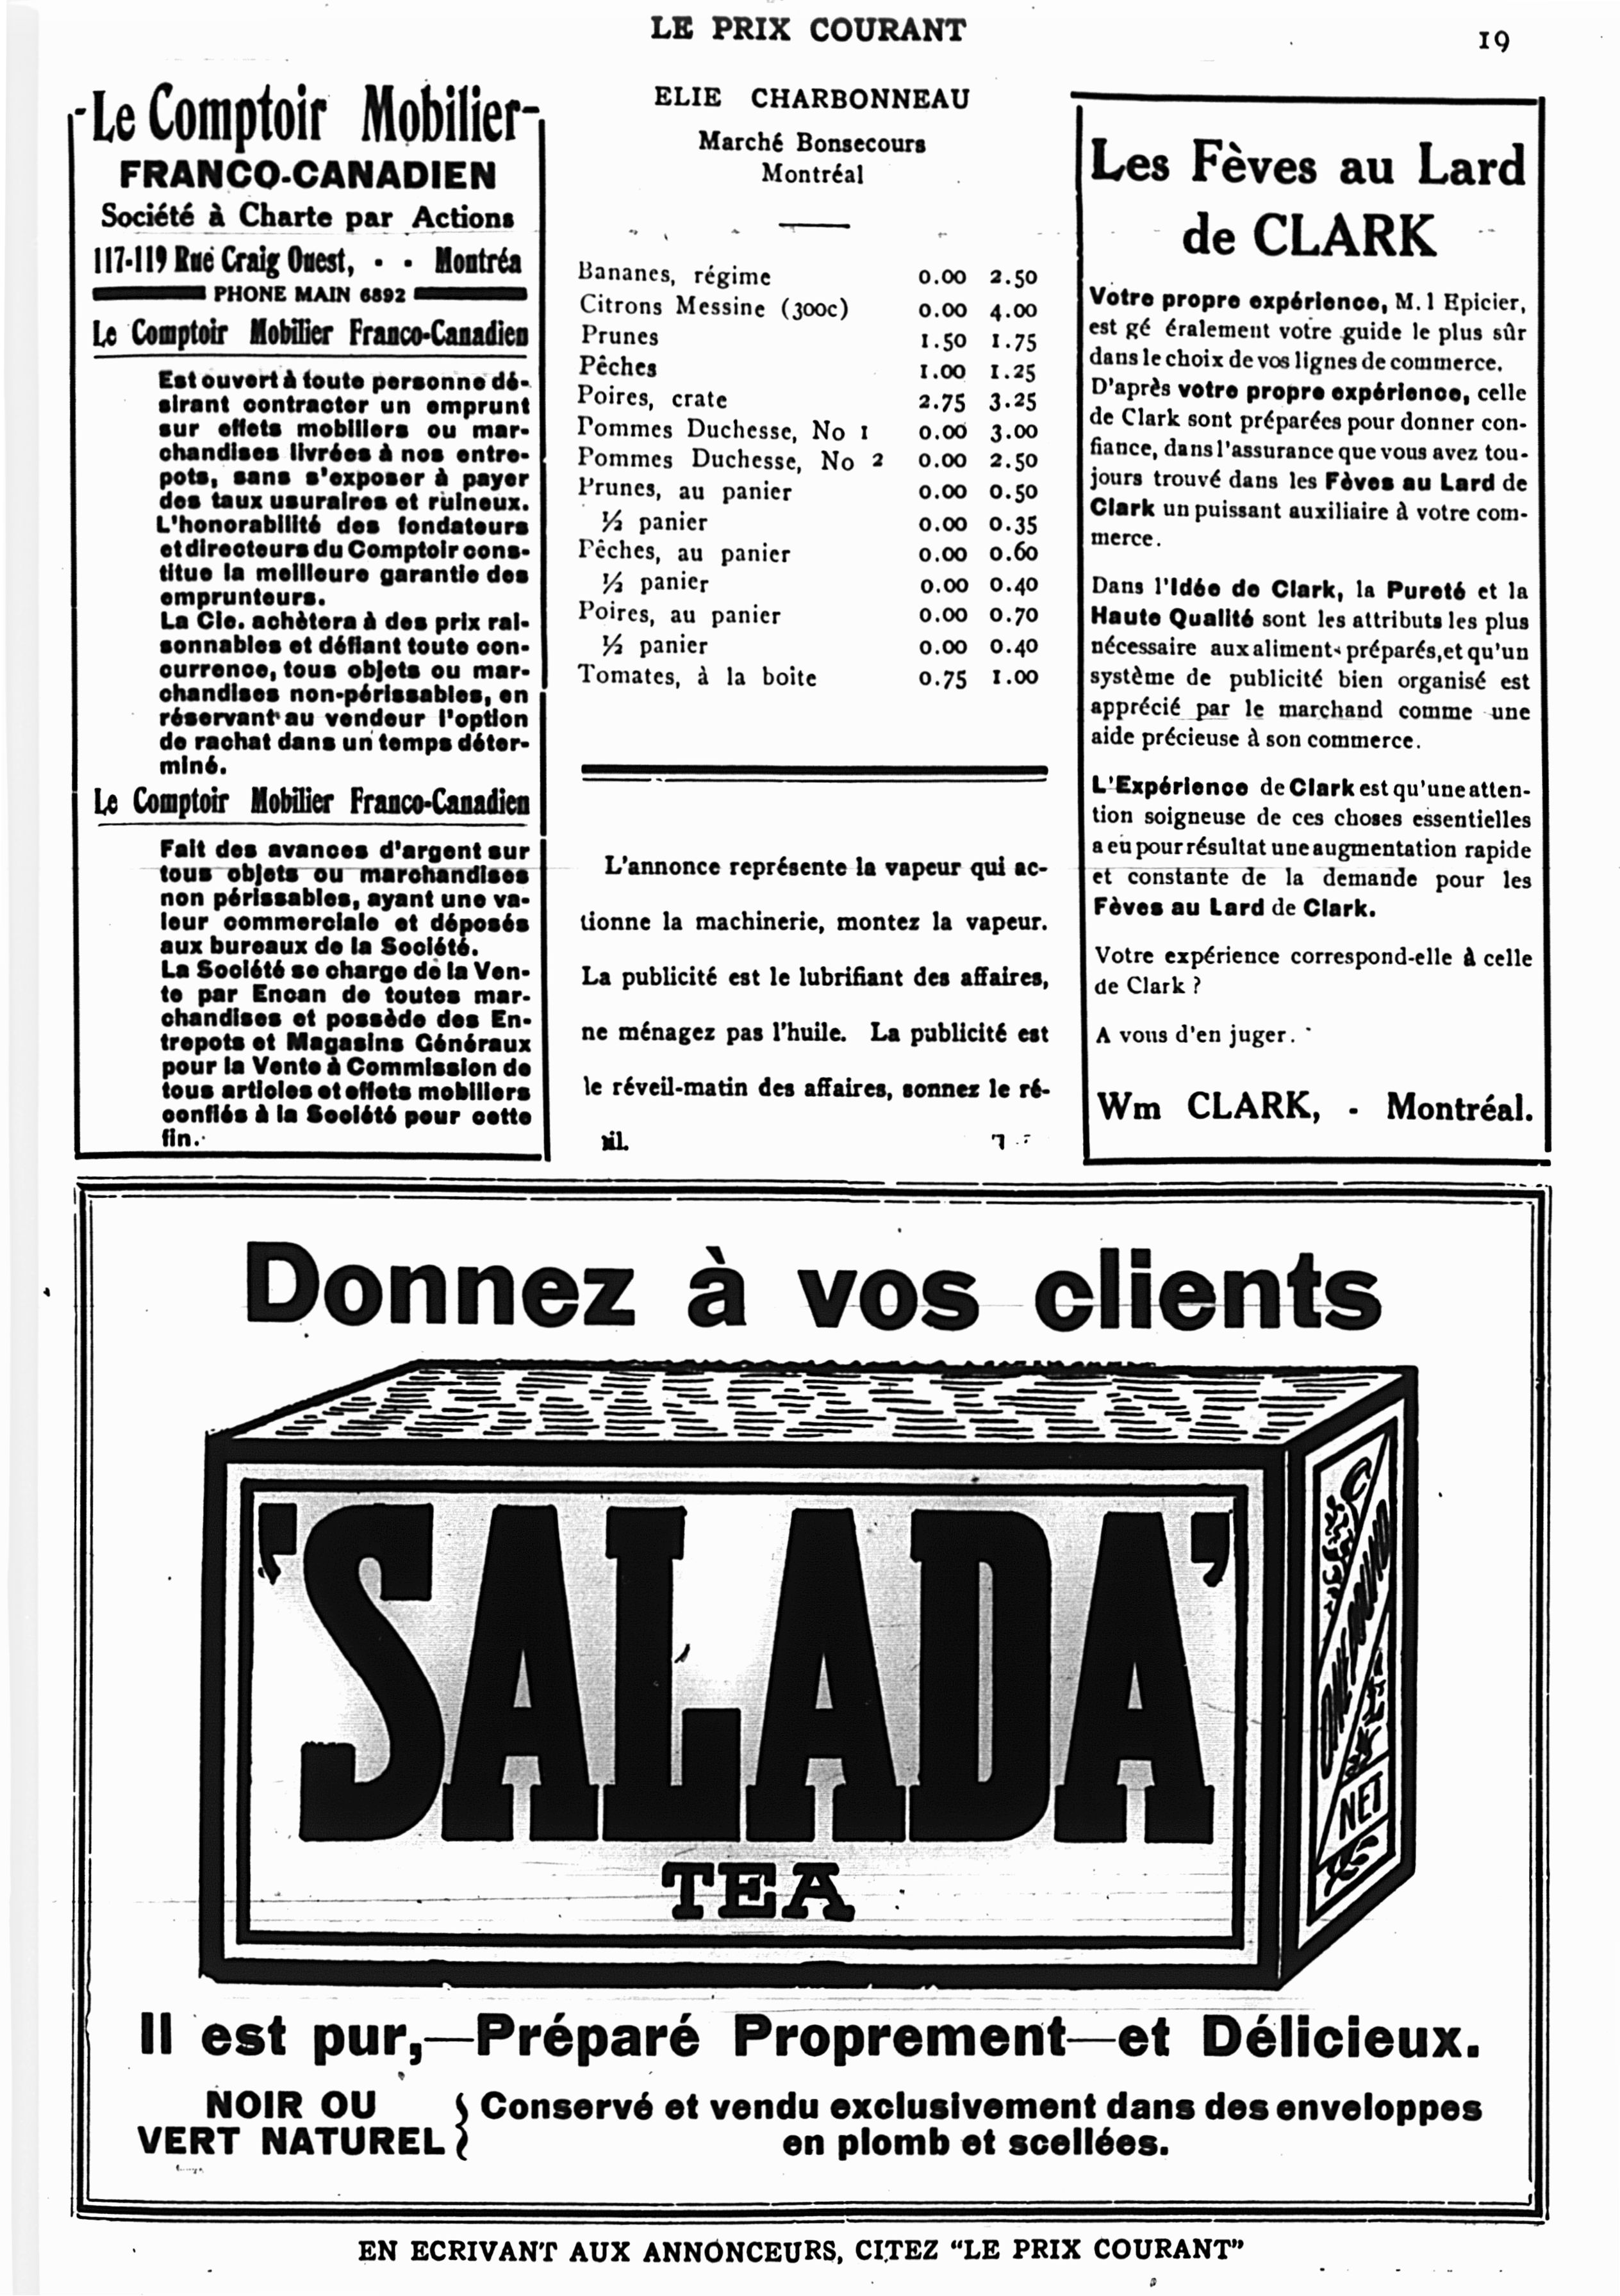 LE PRIX COURANT
19
Le Comptoir Mobilier
FRANCO-CANADIEN
Société à Charte par Actions
117-119 Rue Craig Ouest, - - Montréa
PHONE MAIN 6892
Le Comptoir Mobilier Franco-Canadien
Est ouvert à toute personne dé-
sirant contracter un emprunt
sur effets mobiliers ou mar-
chandises livrées à nos entre-
pots, sans s'exposer à payer
des taux usuraires et ruineux.
L'honorabilité des fondateurs
et directeurs du Comptoir cons-
titue la meilleure garantie des
emprunteurs.
La Cie. achètera à des prix rai-
sonnables et défiant toute con-
currence, tous objets ou mar-
chandises non-périssables, en
réservant au vendeur l'option
de rachat dans un temps déter-
miné.
Le Comptoir Mobilier Franco-Canadien
Fait des avances d'argent sur
tous objets ou marchandises
non périssables, ayant une va-
leur commerciale et déposés
aux bureaux de la Société.
La Société se charge de la Ven-
te par Encan de toutes mar-
chandises et possède des En-
trepots et Magasins Généraux
pour la Vente à Commission de
tous articles et effets mobiliers
confiés à la Société pour cette
fin.
ELIE CHARBONNEAU
Marché Bonsecours
Montréal
Bananes, régime 0.00 2.50
Citrons Messine (300c) 0.00 4.00
Prunes 1.50 1.75
Pêches 1.00 1.25
Poires, crate 2.75 3.25
Pommes Duchesse, No 1 0.00 3.00
Pommes Duchesse, No 2 0.00 2.50
Prunes, au panier 0.00 0.50
½ panier 0.00 0.35
Pêches, au panier 0.00 0.60
½ panier 0.00 0.40
Poires, au panier 0.00 0.70
½ panier 0.00 0.40
Tomates, à la boite 0.75 1.00
L'annonce représente la vapeur qui ac-
tionne la machinerie, montez la vapeur.
La publicité est le lubrifiant des affaires,
ne ménagez pas l'huile. La publicité est
le réveil-matin des affaires, sonnez le ré-
il.
Les Fèves au Lard
de CLARK
Votre propre expérience, M. l Epicier,
est gé éralement votre guide le plus sûr
dans le choix de vos lignes de commerce.
D'après votre propre expérience, celle
de Clark sont préparées pour donner con-
fiance, dans l'assurance que vous avez tou-
jours trouvé dans les Fèves au Lard de
Clark un puissant auxiliaire à votre com-
merce.
Dans l'Idée de Clark, la Pureté et la
Haute Qualité sont les attributs les plus
nécessaire aux aliments préparés, et qu'un
système de publicité bien organisé est
apprécié par le marchand comme une
aide précieuse à son commerce.
L'Expérience de Clark est qu'une atten-
tion soigneuse de ces choses essentielles
a eu pour résultat une augmentation rapide
et constante de la demande pour les
Fèves au Lard de Clark.
Votre expérience correspond-elle à celle
de Clark ?
A vous d'en juger.
Wm CLARK, - Montréal.
Donnez à vos clients
'SALADA'
TEA
ONE POUND
NET
Il est pur,—Préparé Proprement—et Délicieux.
NOIR OU
VERT NATUREL } Conservé et vendu exclusivement dans des enveloppes
en plomb et scellées.
EN ECRIVANT AUX ANNONCEURS, CITEZ "LE PRIX COURANT"